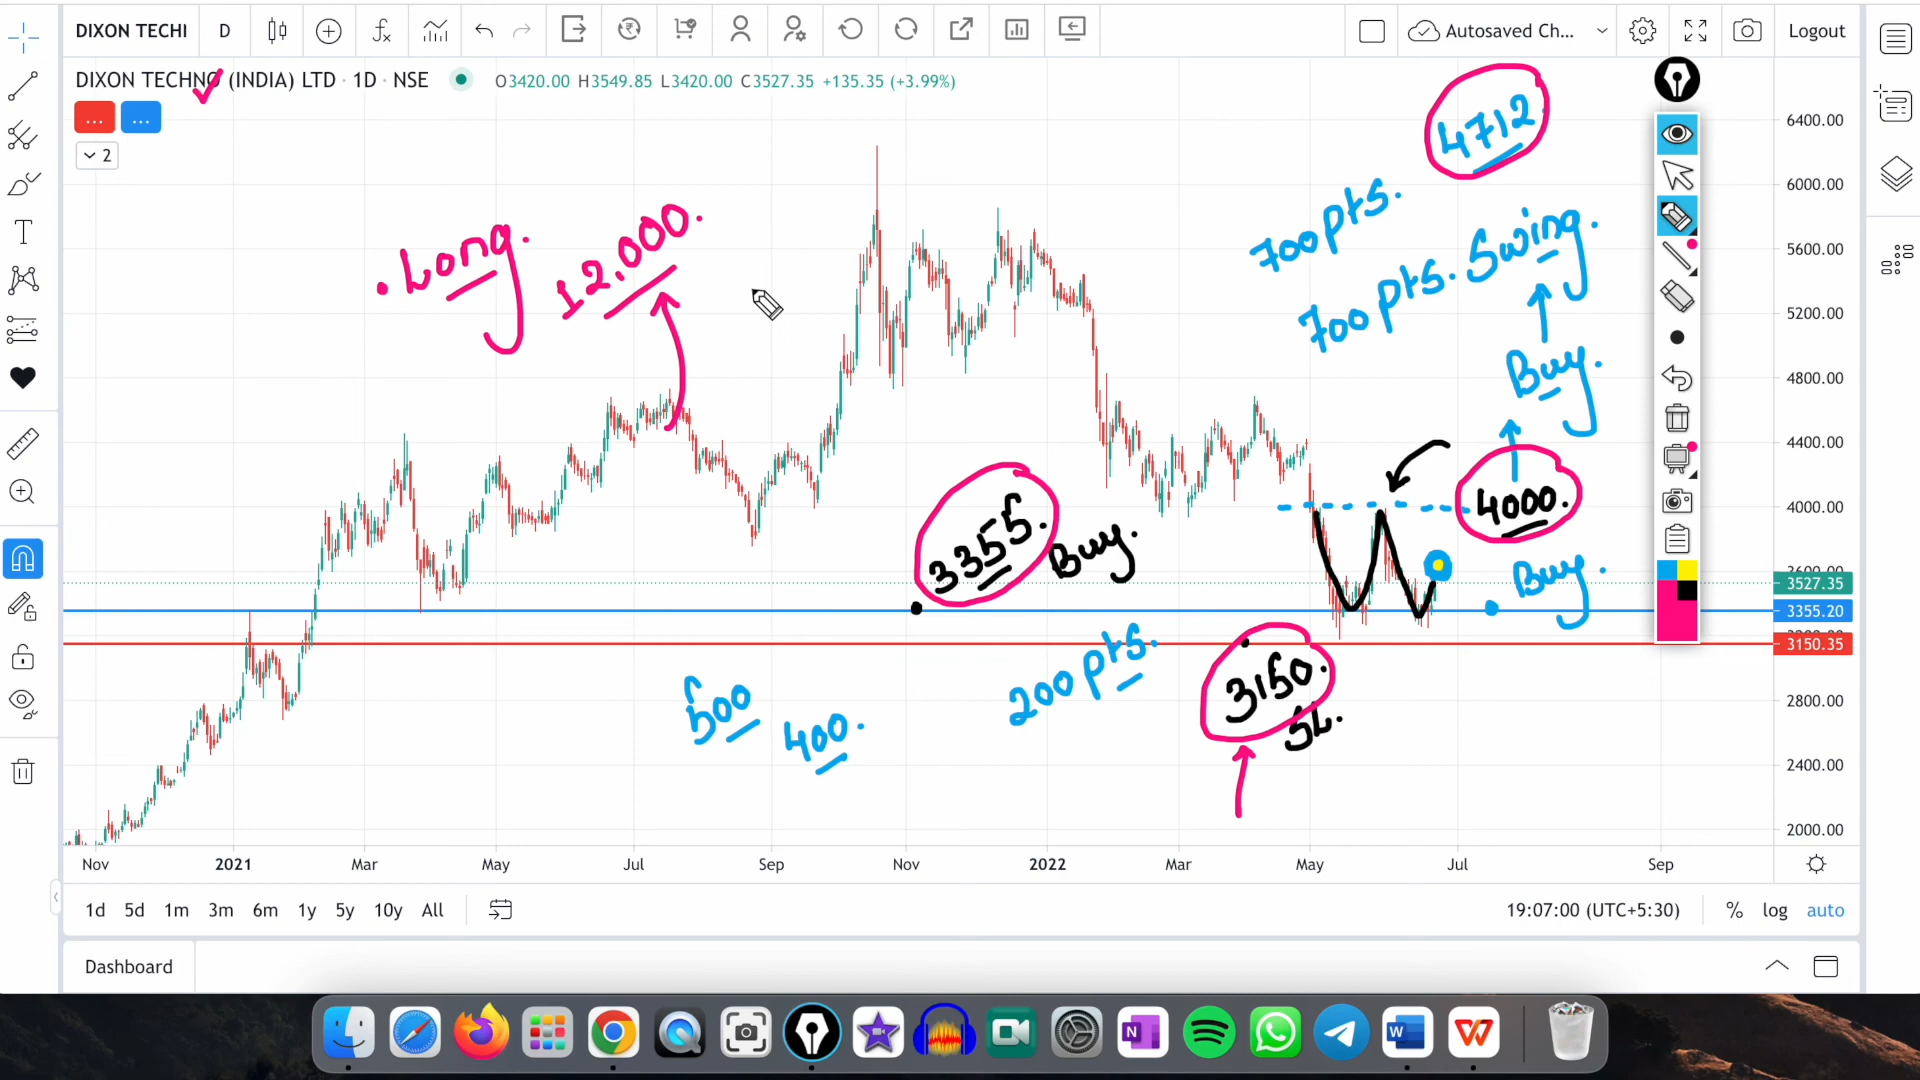 DIXON TECHI D Autosaved Ch... Logout
DIXON TECHNO (INDIA) LTD · 1D · NSE O3420.00 H3549.85 L3420.00 C3527.35 +135.35 (+3.99%)
... ...
2
4712
700pts.
700 pts. Swing.
. Long. 12,000.
Buy.
4000.
3355. Buy.
Buy.
200 pts.
3150.
SL.
500
400.
6400.00
6000.00
5600.00
5200.00
4800.00
4400.00
4000.00
3600.00
3527.35
3355.20
3150.35
2800.00
2400.00
2000.00
Nov 2021 Mar May Jul Sep Nov 2022 Mar May Jul Sep
1d 5d 1m 3m 6m 1y 5y 10y All 19:07:00 (UTC+5:30) % log auto
Dashboard